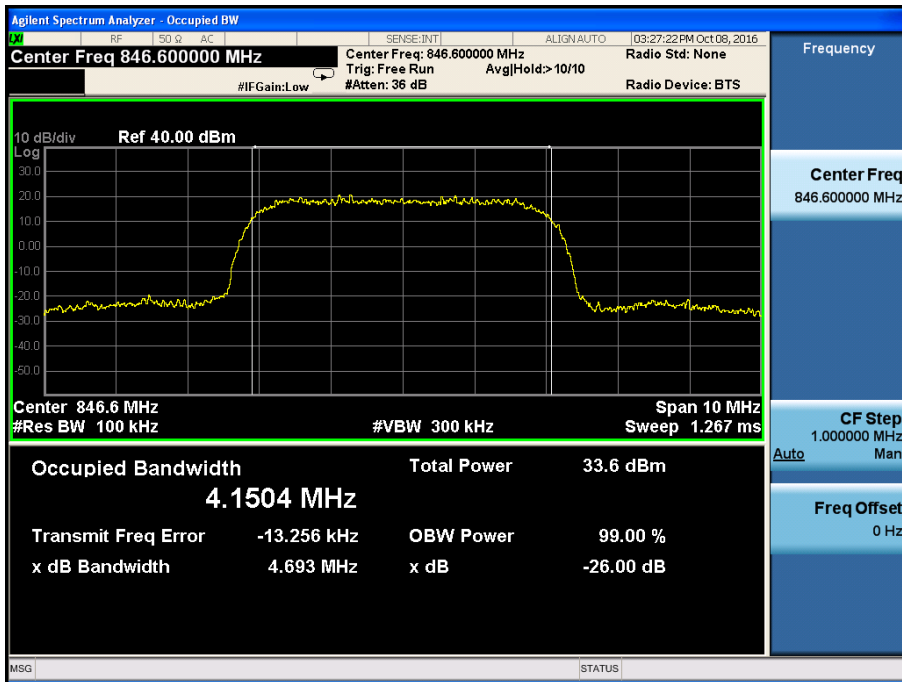 Agilent Spectrum Analyzer - Occupied BW
LXI RF 50 Ω AC SENSE:INT ALIGN AUTO 03:27:22 PM Oct 08, 2016
Center Freq 846.600000 MHz
Center Freq: 846.600000 MHz
Radio Std: None
Trig: Free Run Avg|Hold:> 10/10
#IFGain:Low
#Atten: 36 dB
Radio Device: BTS
10 dB/div Ref 40.00 dBm
Log
30.0
20.0
10.0
0.00
-10.0
-20.0
-30.0
-40.0
-50.0
Center 846.6 MHz
Span 10 MHz
#Res BW 100 kHz
#VBW 300 kHz
Sweep 1.267 ms
Occupied Bandwidth
4.1504 MHz
Total Power 33.6 dBm
Transmit Freq Error -13.256 kHz
OBW Power 99.00 %
x dB Bandwidth 4.693 MHz
x dB -26.00 dB
Frequency
Center Freq
846.600000 MHz
CF Step
1.000000 MHz
Auto Man
Freq Offset
0 Hz
MSG
STATUS